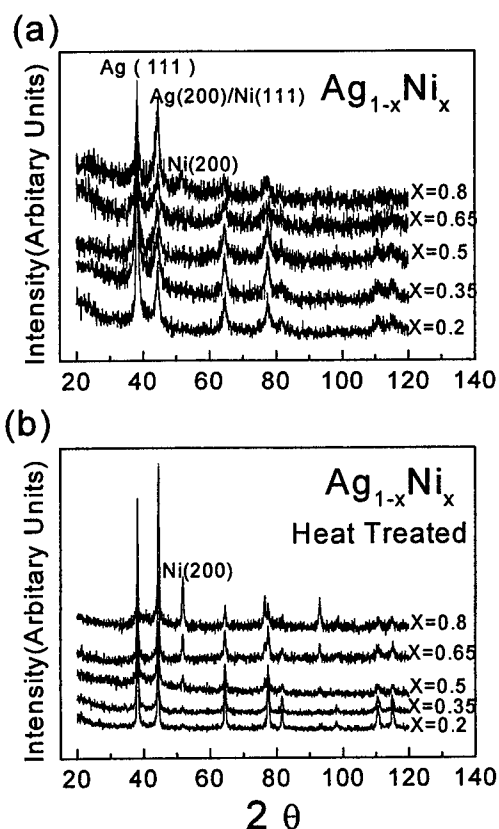 (a)
Ag (111)
Ag(200)/Ni(111)
Ag1-xNix
Ni(200)
X=0.8
X=0.65
X=0.5
X=0.35
X=0.2
Intensity(Arbitary Units)
20 40 60 80 100 120 140
(b)
Ag1-xNix
Heat Treated
Ni(200)
X=0.8
X=0.65
X=0.5
X=0.35
X=0.2
Intensity(Arbitary Units)
20 40 60 80 100 120 140
2 θ